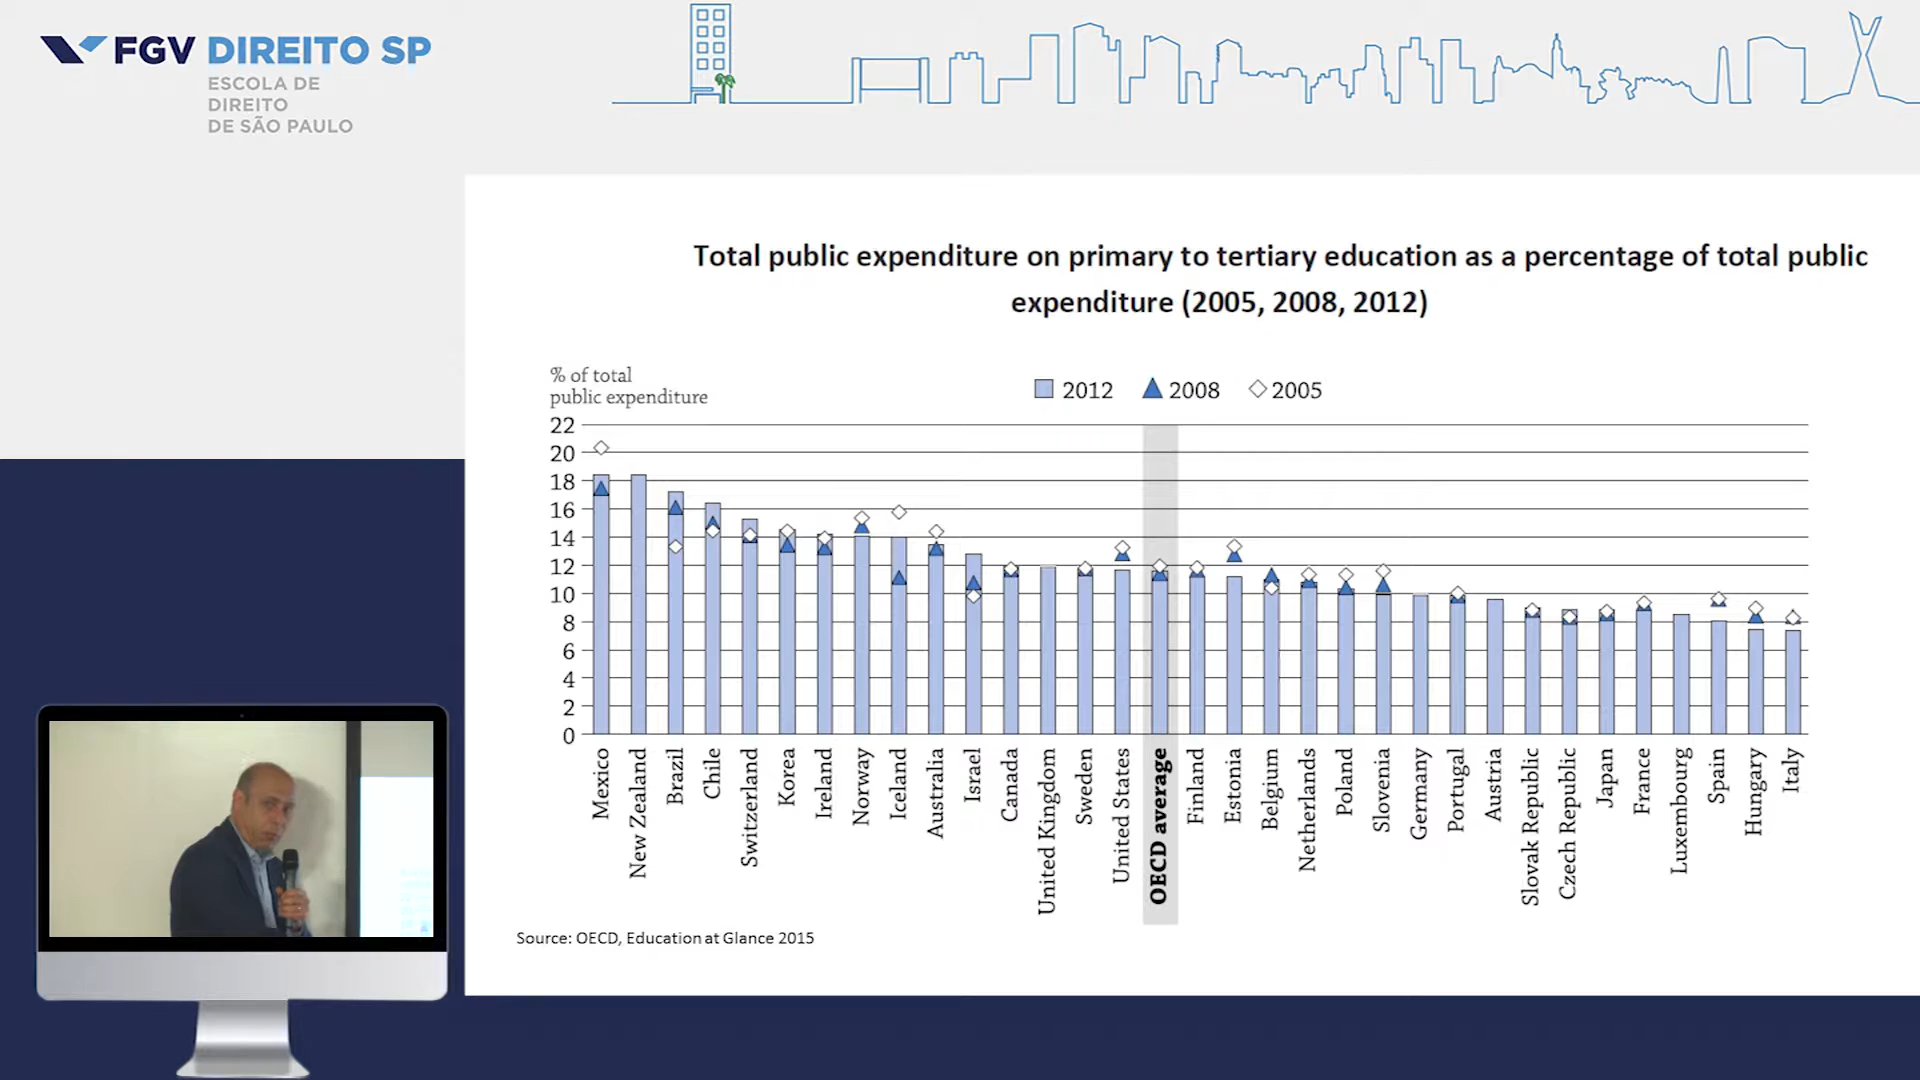 FGV DIREITO SP
ESCOLA DE
DIREITO
DE SÃO PAULO
Total public expenditure on primary to tertiary education as a percentage of total public
expenditure (2005, 2008, 2012)
% of total
public expenditure
2012 2008 2005
22
20
18
16
14
12
10
8
6
4
2
0
Mexico
New Zealand
Brazil
Chile
Switzerland
Korea
Ireland
Norway
Iceland
Australia
Israel
Canada
United Kingdom
Sweden
United States
OECD average
Finland
Estonia
Belgium
Netherlands
Poland
Slovenia
Germany
Portugal
Austria
Slovak Republic
Czech Republic
Japan
France
Luxembourg
Spain
Hungary
Italy
Source: OECD, Education at Glance 2015